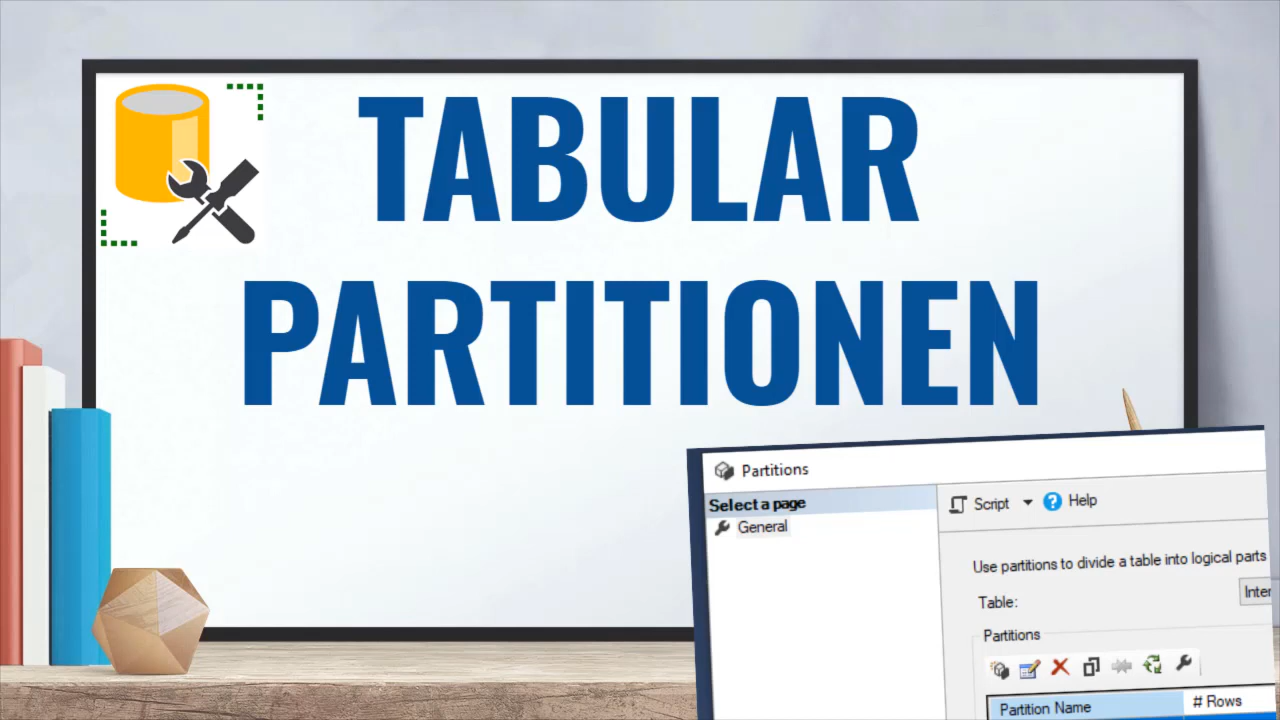 TABULAR
PARTITIONEN
Partitions
Select a page
General
Script
Help
Use partitions to divide a table into logical parts
Table:
Partitions
Partition Name
# Rows